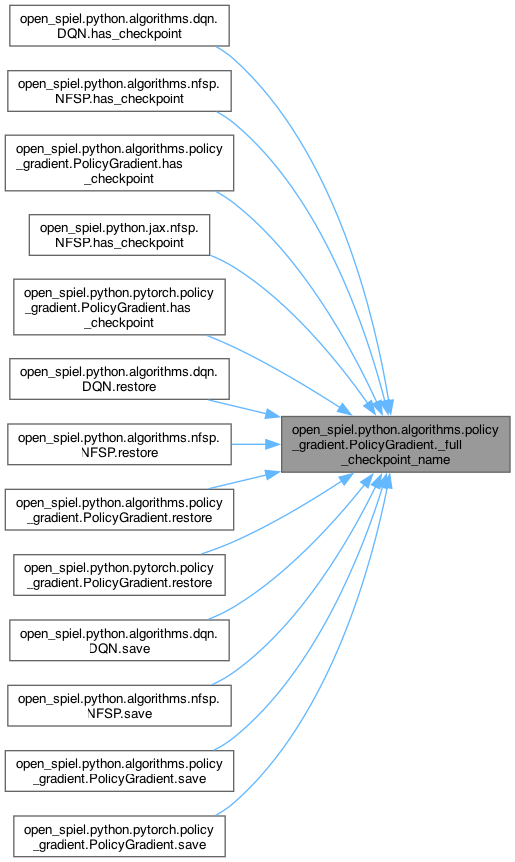 open_spiel.python.algorithms.dqn.
DQN.has_checkpoint
open_spiel.python.algorithms.nfsp.
NFSP.has_checkpoint
open_spiel.python.algorithms.policy
_gradient.PolicyGradient.has
_checkpoint
open_spiel.python.jax.nfsp.
NFSP.has_checkpoint
open_spiel.python.pytorch.policy
_gradient.PolicyGradient.has
_checkpoint
open_spiel.python.algorithms.dqn.
DQN.restore
open_spiel.python.algorithms.nfsp.
NFSP.restore
open_spiel.python.algorithms.policy
_gradient.PolicyGradient.restore
open_spiel.python.pytorch.policy
_gradient.PolicyGradient.restore
open_spiel.python.algorithms.dqn.
DQN.save
open_spiel.python.algorithms.nfsp.
NFSP.save
open_spiel.python.algorithms.policy
_gradient.PolicyGradient.save
open_spiel.python.pytorch.policy
_gradient.PolicyGradient.save
open_spiel.python.algorithms.policy
_gradient.PolicyGradient._full
_checkpoint_name